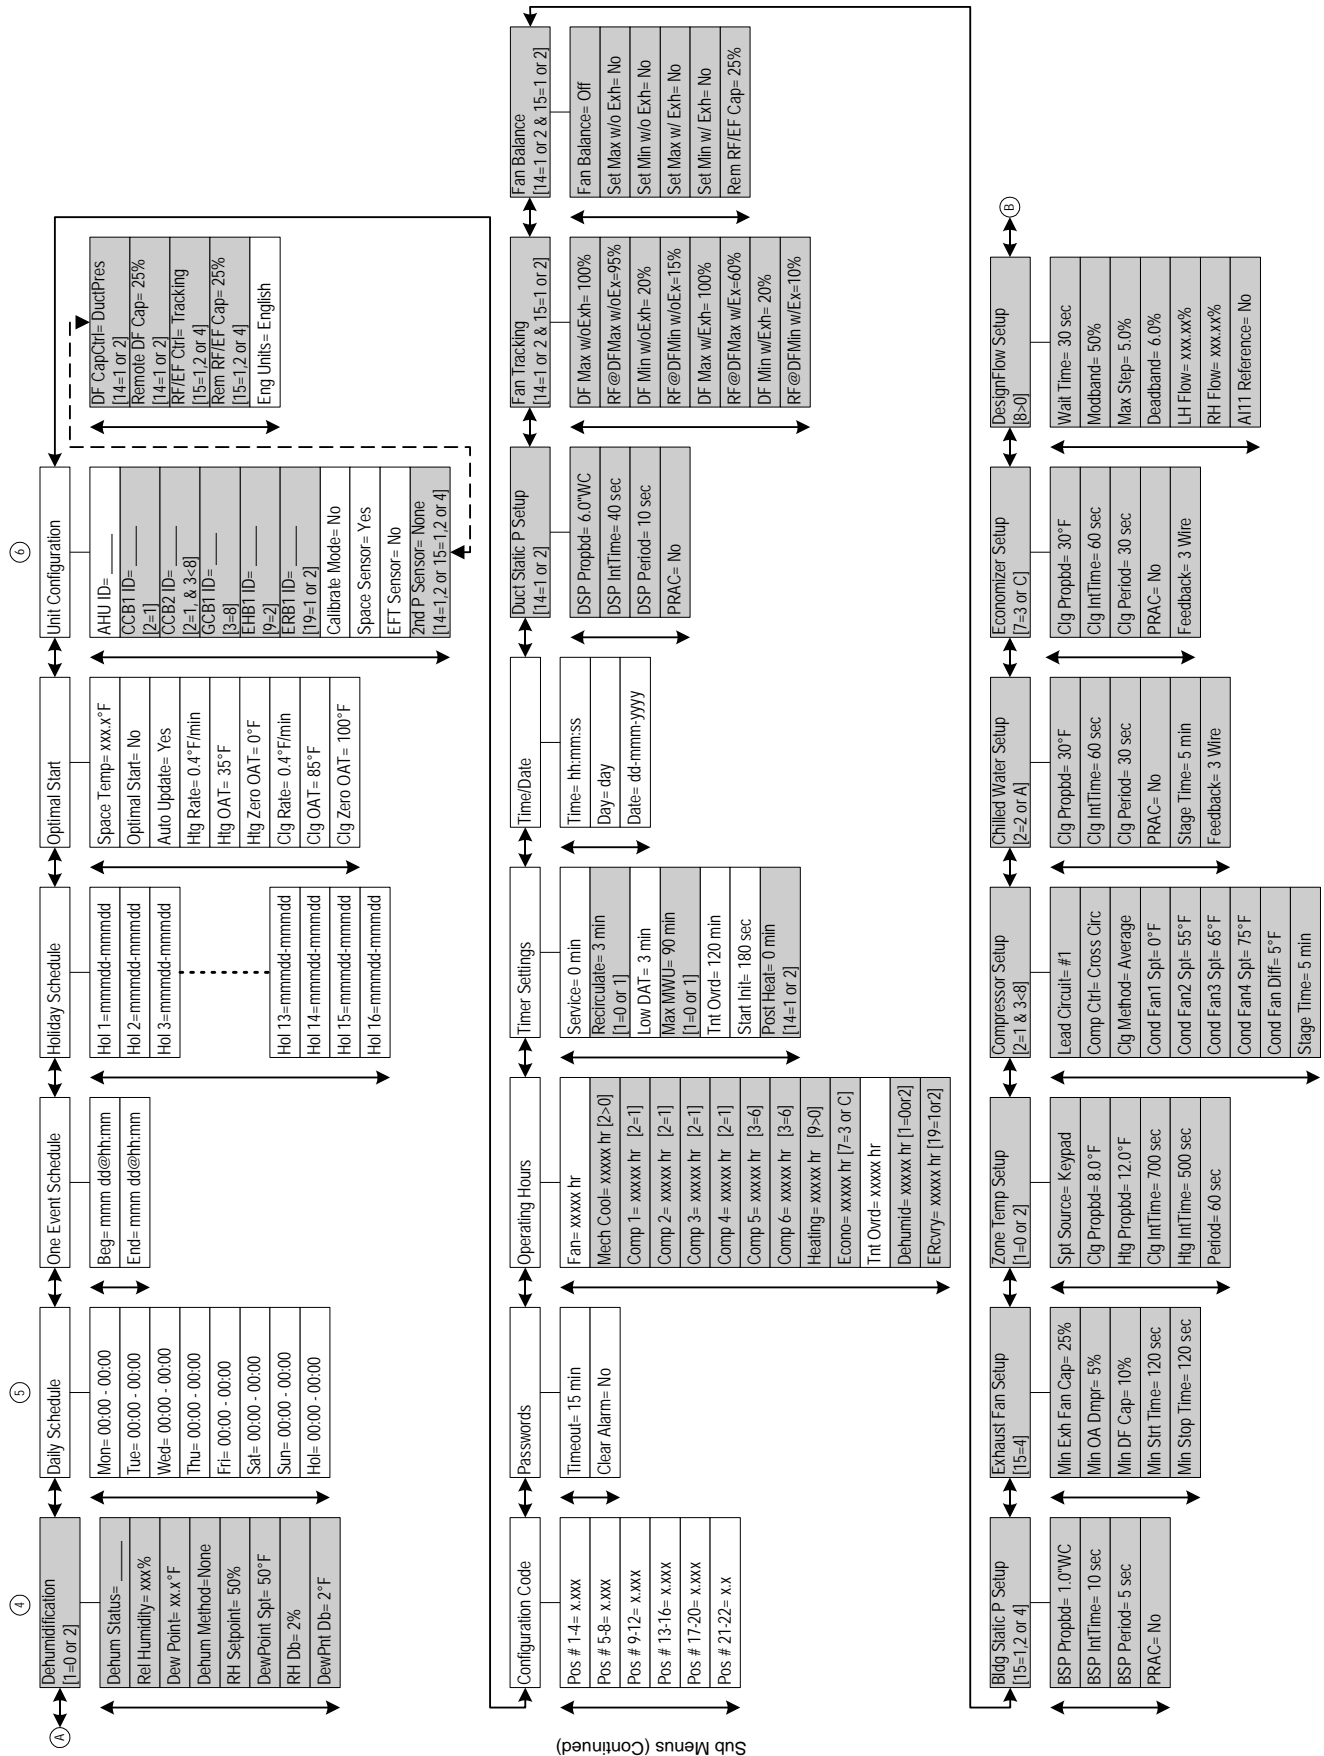 Sub Menus (Continued)
A
4
Dehumidification
[1=0 or 2]
Dehum Status= ____
Rel Humidity= xxx%
Dew Point= xx.x°F
Dehum Method=None
RH Setpoint= 50%
DewPoint Spt= 50°F
RH Db= 2%
DewPnt Db= 2°F
5
Daily Schedule
Mon= 00:00 - 00:00
Tue= 00:00 - 00:00
Wed= 00:00 - 00:00
Thu= 00:00 - 00:00
Fri= 00:00 - 00:00
Sat= 00:00 - 00:00
Sun= 00:00 - 00:00
Hol= 00:00 - 00:00
One Event Schedule
Beg= mmm dd@hh:mm
End= mmm dd@hh:mm
Holiday Schedule
Hol 1=mmmdd-mmmdd
Hol 2=mmmdd-mmmdd
Hol 3=mmmdd-mmmdd
Hol 13=mmmdd-mmmdd
Hol 14=mmmdd-mmmdd
Hol 15=mmmdd-mmmdd
Hol 16=mmmdd-mmmdd
Optimal Start
Space Temp= xxx.x°F
Optimal Start= No
Auto Update= Yes
Htg Rate= 0.4°F/min
Htg OAT= 35°F
Htg Zero OAT= 0°F
Clg Rate= 0.4°F/min
Clg OAT= 85°F
Clg Zero OAT= 100°F
6
Unit Configuration
AHU ID= ____
CCB1 ID= ____
[2=1]
CCB2 ID= ____
[2=1, & 3<8]
GCB1 ID= ____
[3=8]
EHB1 ID= ____
[9=2]
ERB1 ID= ____
[19=1 or 2]
Calibrate Mode= No
Space Sensor= Yes
EFT Sensor= No
2nd P Sensor= None
[14=1,2 or 15=1,2 or 4]
DF CapCtrl= DuctPres
[14=1 or 2]
Remote DF Cap= 25%
[14=1 or 2]
RF/EF Ctrl= Tracking
[15=1,2 or 4]
Rem RF/EF Cap= 25%
[15=1,2 or 4]
Eng Units= English
Configuration Code
Pos # 1-4= x.xxx
Pos # 5-8= x.xxx
Pos # 9-12= x.xxx
Pos # 13-16= x.xxx
Pos # 17-20= x.xxx
Pos # 21-22= x.x
Passwords
Timeout= 15 min
Clear Alarm= No
Operating Hours
Fan= xxxxx hr
Mech Cool= xxxxx hr [2>0]
Comp 1= xxxxx hr [2=1]
Comp 2= xxxxx hr [2=1]
Comp 3= xxxxx hr [2=1]
Comp 4= xxxxx hr [2=1]
Comp 5= xxxxx hr [3=6]
Comp 6= xxxxx hr [3=6]
Heating= xxxxx hr [9>0]
Econo= xxxxx hr [7=3 or C]
Tnt Ovrd= xxxxx hr
Dehumid= xxxxx hr [1=0or2]
ERcvry= xxxxx hr [19=1or2]
Timer Settings
Service= 0 min
Recirculate= 3 min
[1=0 or 1]
Low DAT= 3 min
Max MWU= 90 min
[1=0 or 1]
Tnt Ovrd= 120 min
Start Init= 180 sec
Post Heat= 0 min
[14=1 or 2]
Time/Date
Time= hh:mm:ss
Day= day
Date= dd-mmm-yyyy
Duct Static P Setup
[14=1 or 2]
DSP Propbd= 6.0"WC
DSP IntTime= 40 sec
DSP Period= 10 sec
PRAC= No
Fan Tracking
[14=1 or 2 & 15=1 or 2]
DF Max w/oExh= 100%
RF@DFMax w/oEx=95%
DF Min w/oExh= 20%
RF@DFMin w/oEx=15%
DF Max w/Exh= 100%
RF@DFMax w/Ex=60%
DF Min w/Exh= 20%
RF@DFMin w/Ex=10%
Fan Balance
[14=1 or 2 & 15=1 or 2]
Fan Balance= Off
Set Max w/o Exh= No
Set Min w/o Exh= No
Set Max w/ Exh= No
Set Min w/ Exh= No
Rem RF/EF Cap= 25%
Bldg Static P Setup
[15=1,2 or 4]
BSP Propbd= 1.0"WC
BSP IntTime= 10 sec
BSP Period= 5 sec
PRAC= No
Exhaust Fan Setup
[15=4]
Min Exh Fan Cap= 25%
Min OA Dmpr= 5%
Min DF Cap= 10%
Min Strt Time= 120 sec
Min Stop Time= 120 sec
Zone Temp Setup
[1=0 or 2]
Spt Source= Keypad
Clg Propbd= 8.0°F
Htg Propbd= 12.0°F
Clg IntTime= 700 sec
Htg IntTime= 500 sec
Period= 60 sec
Compressor Setup
[2=1 & 3<8]
Lead Circuit= #1
Comp Ctrl= Cross Circ
Clg Method= Average
Cond Fan1 Spt= 0°F
Cond Fan2 Spt= 55°F
Cond Fan3 Spt= 65°F
Cond Fan4 Spt= 75°F
Cond Fan Diff= 5°F
Stage Time= 5 min
Chilled Water Setup
[2=2 or A]
Clg Propbd= 30°F
Clg IntTime= 60 sec
Clg Period= 30 sec
PRAC= No
Stage Time= 5 min
Feedback= 3 Wire
Economizer Setup
[7=3 or C]
Clg Propbd= 30°F
Clg IntTime= 60 sec
Clg Period= 30 sec
PRAC= No
Feedback= 3 Wire
DesignFlow Setup
[8>0]
Wait Time= 30 sec
Modband= 50%
Max Step= 5.0%
Deadband= 6.0%
LH Flow= xxx.xx%
RH Flow= xxx.xx%
AI11 Reference= No
B